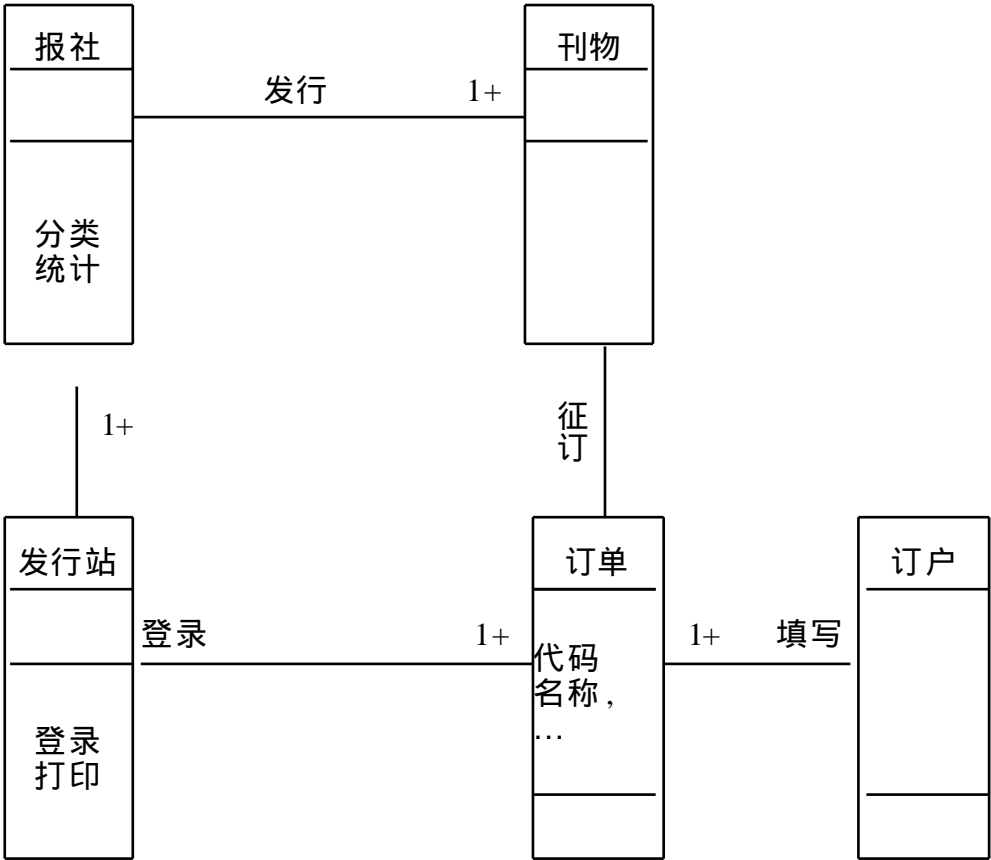 报社
刊物
发行
1+
分类
统计
1+
征
订
发行站
订单
订户
登录
1+
1+
填写
代码
名称,
…
登录
打印